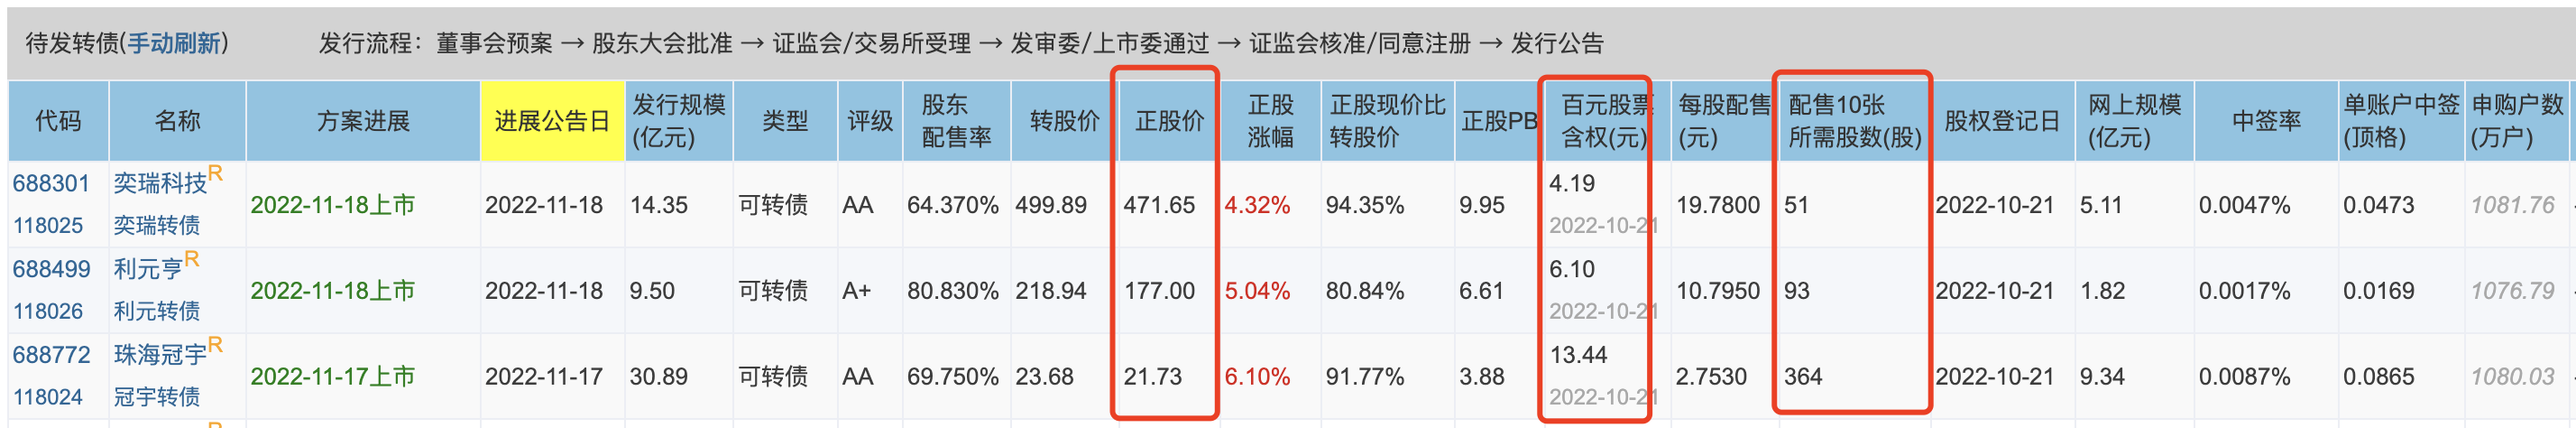 待发转债(手动刷新) 发行流程：董事会预案 → 股东大会批准 → 证监会/交易所受理 → 发审委/上市委通过 → 证监会核准/同意注册 → 发行公告
代码 名称 方案进展 进展公告日 发行规模(亿元) 类型 评级 股东配售率 转股价 正股价 正股涨幅 正股现价比转股价 正股PB 百元股票含权(元) 每股配售(元) 配售10张所需股数(股) 股权登记日 网上规模(亿元) 中签率 单账户中签(顶格) 申购户数(万户)
688301 奕瑞科技R 4.19
2022-11-18上市 2022-11-18 14.35 可转债 AA 64.370% 499.89 471.65 4.32% 94.35% 9.95 19.7800 51 2022-10-21 5.11 0.0047% 0.0473 1081.76
118025 奕瑞转债 2022-10-21
688499 利元亨R 6.10
2022-11-18上市 2022-11-18 9.50 可转债 A+ 80.830% 218.94 177.00 5.04% 80.84% 6.61 10.7950 93 2022-10-21 1.82 0.0017% 0.0169 1076.79
118026 利元转债 2022-10-21
688772 珠海冠宇R 13.44
2022-11-17上市 2022-11-17 30.89 可转债 AA 69.750% 23.68 21.73 6.10% 91.77% 3.88 2.7530 364 2022-10-21 9.34 0.0087% 0.0865 1080.03
118024 冠宇转债 2022-10-21